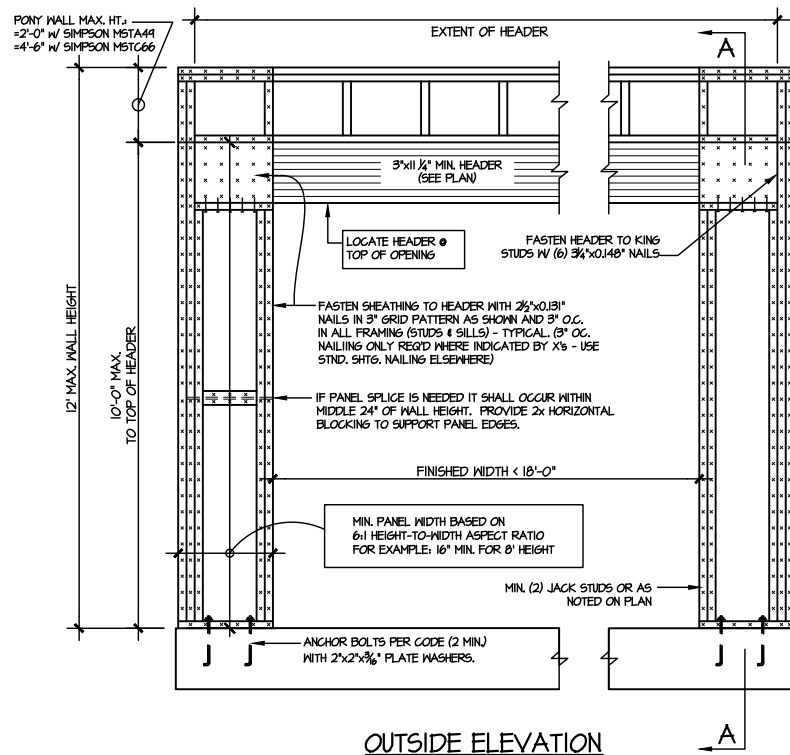 PONY WALL MAX. HT.:
=2'-0" W/ SIMPSON MSTA49
=4'-6" W/ SIMPSON MSTC66
EXTENT OF HEADER
A
3"x11 1/4" MIN. HEADER
(SEE PLAN)
LOCATE HEADER @
TOP OF OPENING
FASTEN HEADER TO KING
STUDS W/ (6) 3 1/4"x0.148" NAILS
FASTEN SHEATHING TO HEADER WITH 2 1/2"x0.131"
NAILS IN 3" GRID PATTERN AS SHOWN AND 3" O.C.
IN ALL FRAMING (STUDS & SILLS) - TYPICAL. (3" OC.
NAILIING ONLY REQ'D WHERE INDICATED BY X's - USE
STND. SHTG. NAILING ELSEWHERE)
12' MAX. WALL HEIGHT
10'-0" MAX.
TO TOP OF HEADER
IF PANEL SPLICE IS NEEDED IT SHALL OCCUR WITHIN
MIDDLE 24" OF WALL HEIGHT. PROVIDE 2x HORIZONTAL
BLOCKING TO SUPPORT PANEL EDGES.
FINISHED WIDTH < 18'-0"
MIN. PANEL WIDTH BASED ON
6:1 HEIGHT-TO-WIDTH ASPECT RATIO
FOR EXAMPLE: 16" MIN. FOR 8' HEIGHT
MIN. (2) JACK STUDS OR AS
NOTED ON PLAN
ANCHOR BOLTS PER CODE (2 MIN.)
WITH 2"x2"x3/16" PLATE WASHERS.
OUTSIDE ELEVATION
A